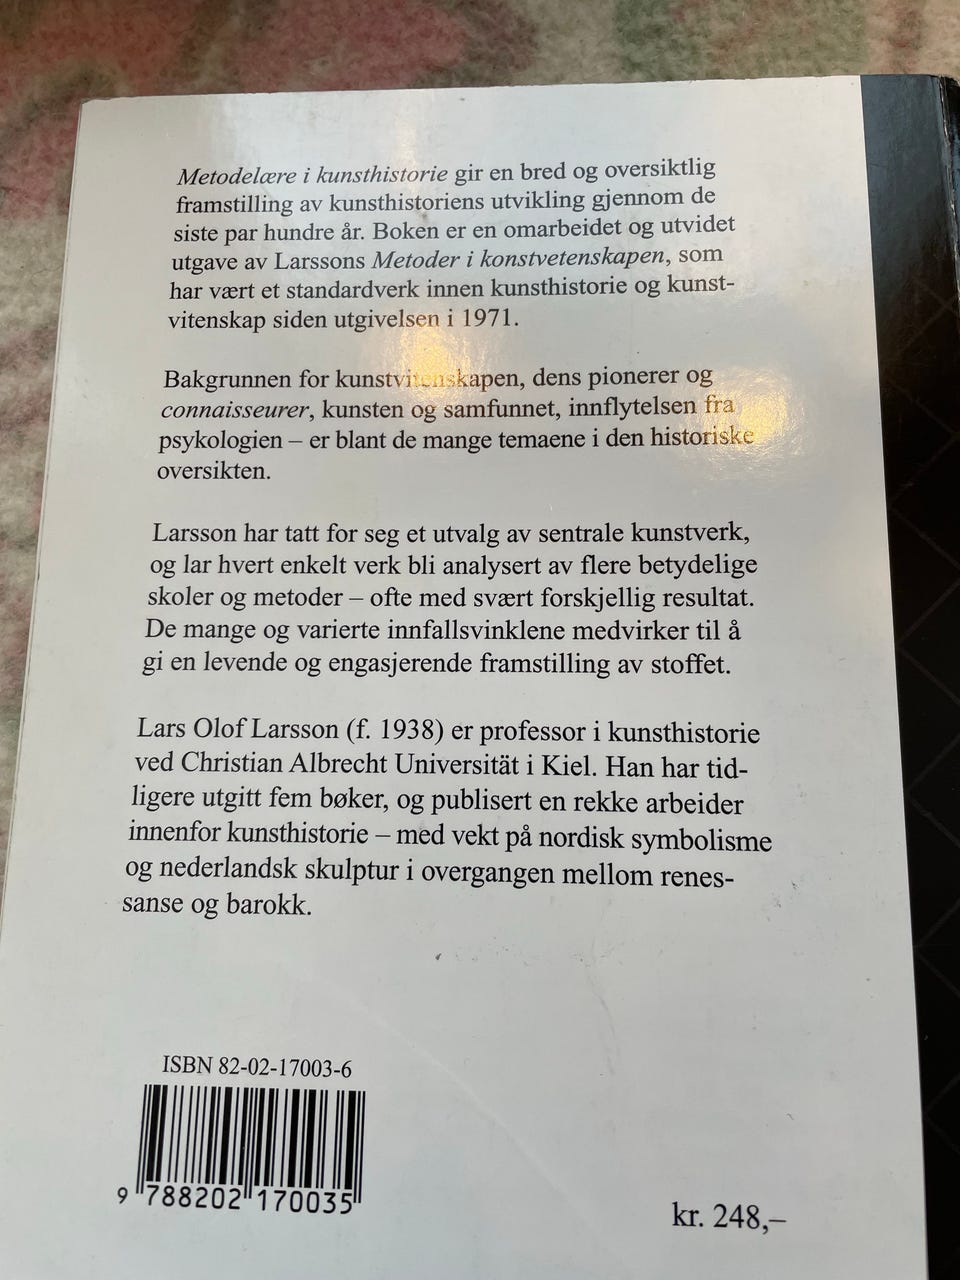 Metodelære i kunsthistorie gir en bred og oversiktlig
framstilling av kunsthistoriens utvikling gjennom de
siste par hundre år. Boken er en omarbeidet og utvidet
utgave av Larssons Metoder i konstvetenskapen, som
har vært et standardverk innen kunsthistorie og kunst-
vitenskap siden utgivelsen i 1971.
Bakgrunnen for kunstvitenskapen, dens pionerer og
connaisseurer, kunsten og samfunnet, innflytelsen fra
psykologien – er blant de mange temaene i den historiske
oversikten.
Larsson har tatt for seg et utvalg av sentrale kunstverk,
og lar hvert enkelt verk bli analysert av flere betydelige
skoler og metoder – ofte med svært forskjellig resultat.
De mange og varierte innfallsvinklene medvirker til å
gi en levende og engasjerende framstilling av stoffet.
Lars Olof Larsson (f. 1938) er professor i kunsthistorie
ved Christian Albrecht Universität i Kiel. Han har tid-
ligere utgitt fem bøker, og publisert en rekke arbeider
innenfor kunsthistorie – med vekt på nordisk symbolisme
og nederlandsk skulptur i overgangen mellom renes-
sanse og barokk.
ISBN 82-02-17003-6
9 788202 170035
kr. 248,–